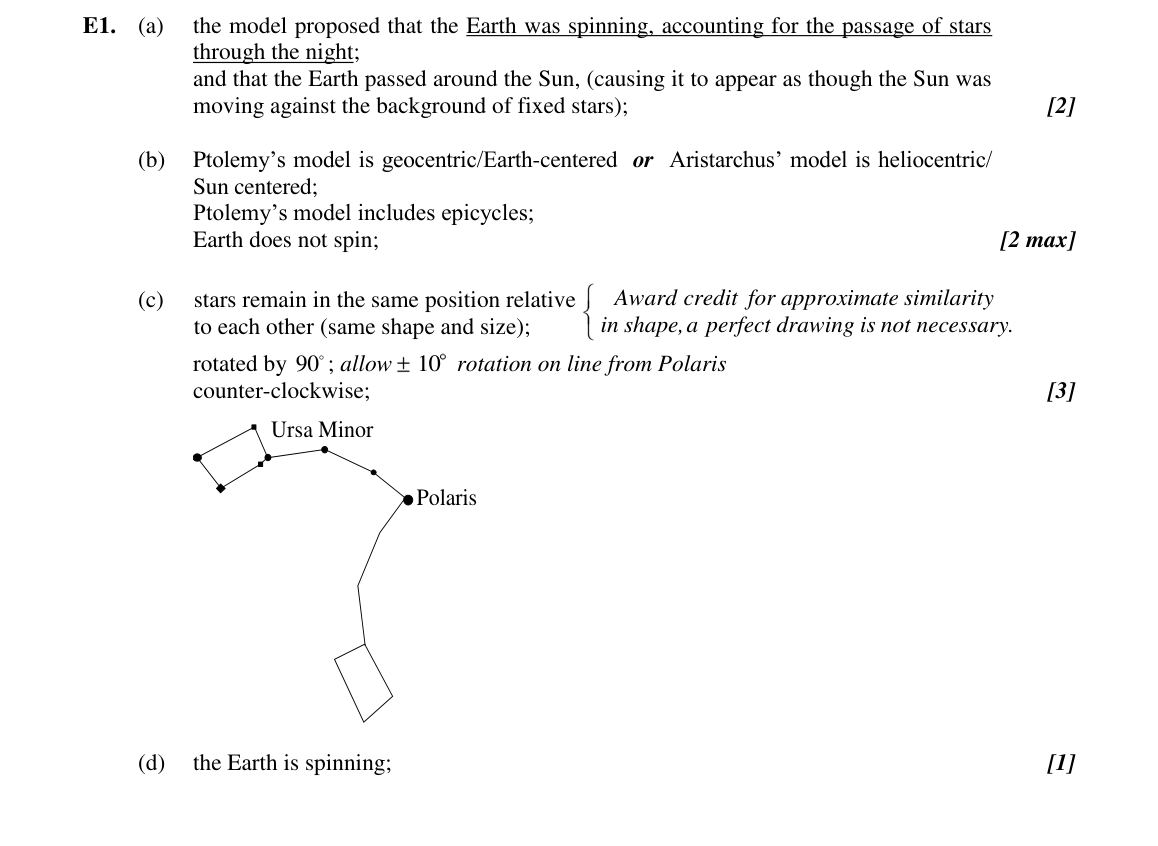 E1. (a) the model proposed that the Earth was spinning, accounting for the passage of stars
through the night;
and that the Earth passed around the Sun, (causing it to appear as though the Sun was
moving against the background of fixed stars); [2]
(b) Ptolemy’s model is geocentric/Earth-centered or Aristarchus’ model is heliocentric/
Sun centered;
Ptolemy’s model includes epicycles;
Earth does not spin; [2 max]
(c) stars remain in the same position relative { Award credit for approximate similarity
to each other (same shape and size); in shape, a perfect drawing is not necessary.
rotated by 90°; allow ± 10° rotation on line from Polaris
counter-clockwise; [3]
Ursa Minor
Polaris
(d) the Earth is spinning; [1]